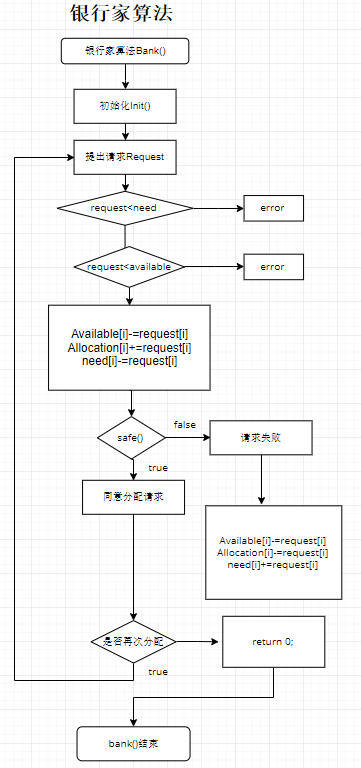 银行家算法
银行家算法Bank()
初始化Init()
提出请求Request
request<need
error
request<available
error
Available[i]-=request[i]
Allocation[i]+=request[i]
need[i]-=request[i]
false
safe()
请求失败
true
同意分配请求
Available[i]-=request[i]
Allocation[i]-=request[i]
need[i]+=request[i]
是否再次分配
return 0;
true
bank()结束